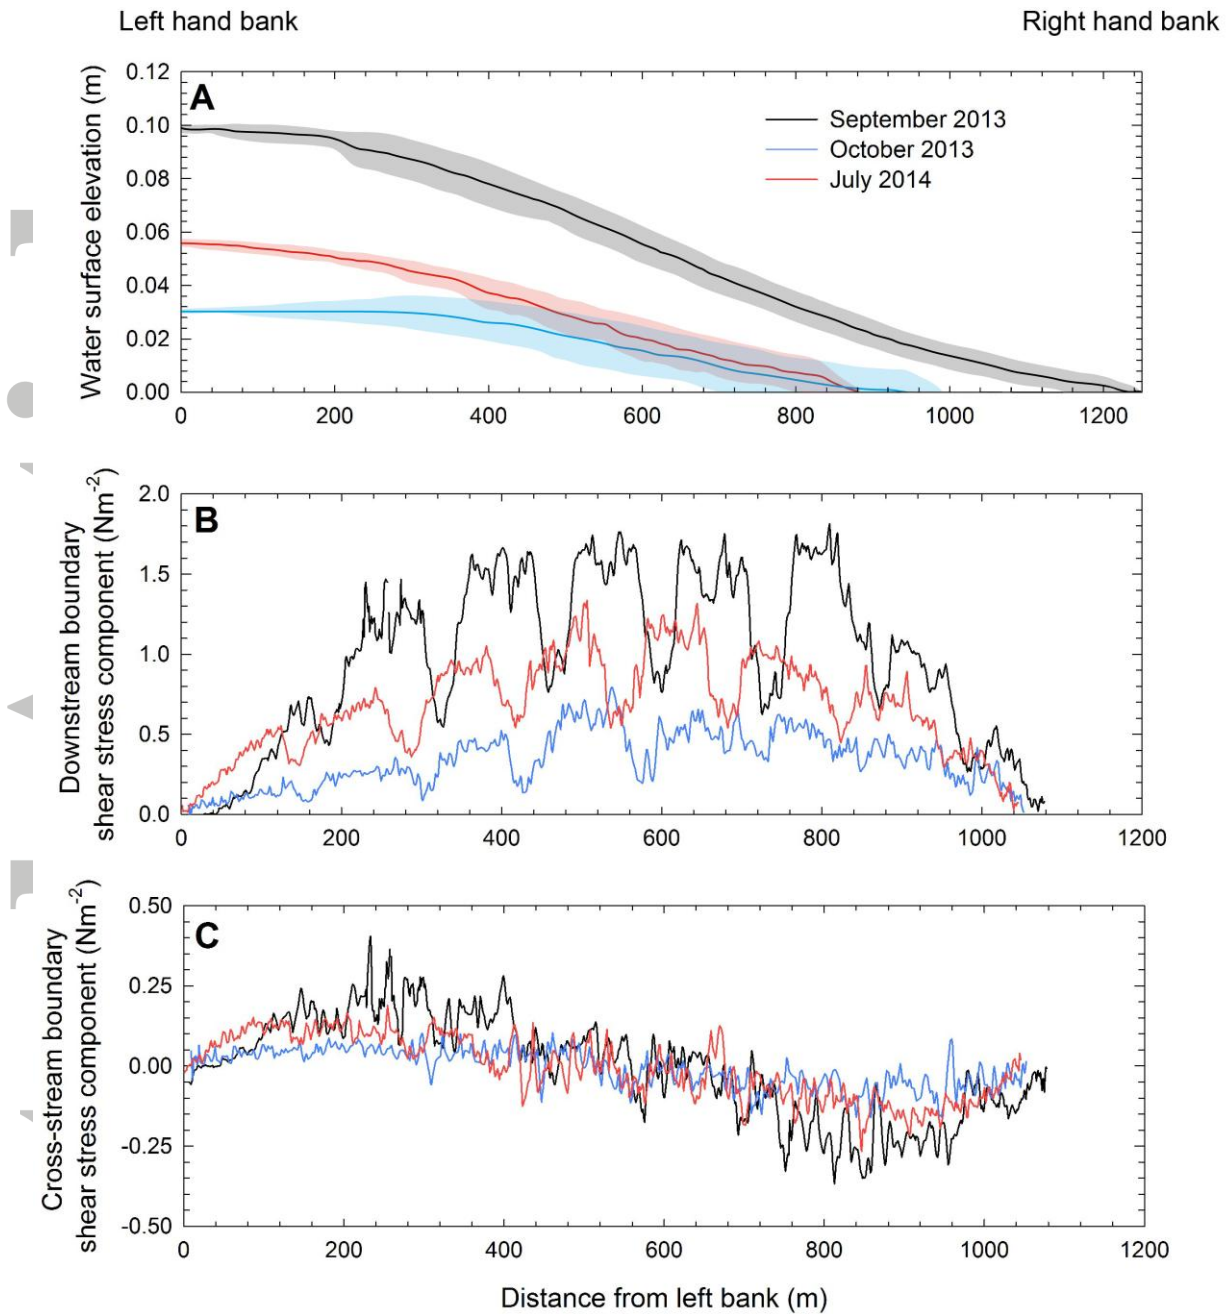 Left hand bank
Right hand bank
A
Water surface elevation (m)
0.12
0.10
0.08
0.06
0.04
0.02
0.00
September 2013
October 2013
July 2014
0 200 400 600 800 1000 1200
B
Downstream boundary
shear stress component (Nm⁻²)
2.0
1.5
1.0
0.5
0.0
0 200 400 600 800 1000 1200
C
Cross-stream boundary
shear stress component (Nm⁻²)
0.50
0.25
0.00
-0.25
-0.50
0 200 400 600 800 1000 1200
Distance from left bank (m)